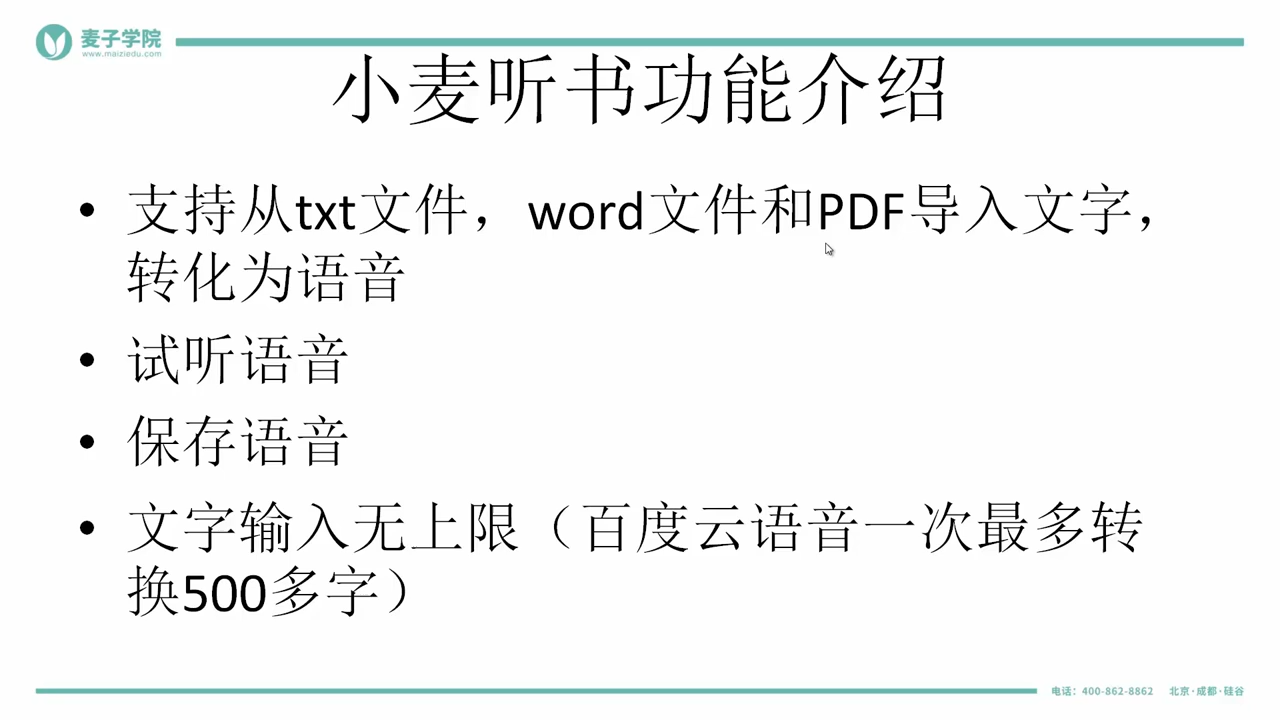 麦子学院
www.maiziedu.com
小麦听书功能介绍
• 支持从txt文件，word文件和PDF导入文字，
转化为语音
• 试听语音
• 保存语音
• 文字输入无上限（百度云语音一次最多转
换500多字）
电话：400-862-8862 北京·成都·硅谷